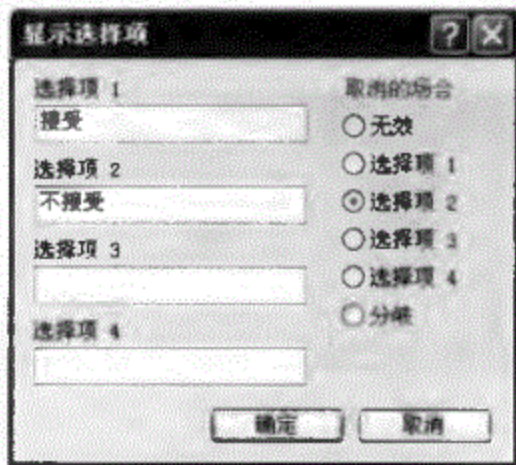 显示选择项
选择项 1
接受
选择项 2
不接受
选择项 3
选择项 4
取消的场合
无效
选择项 1
选择项 2
选择项 3
选择项 4
分岐
确定
取消